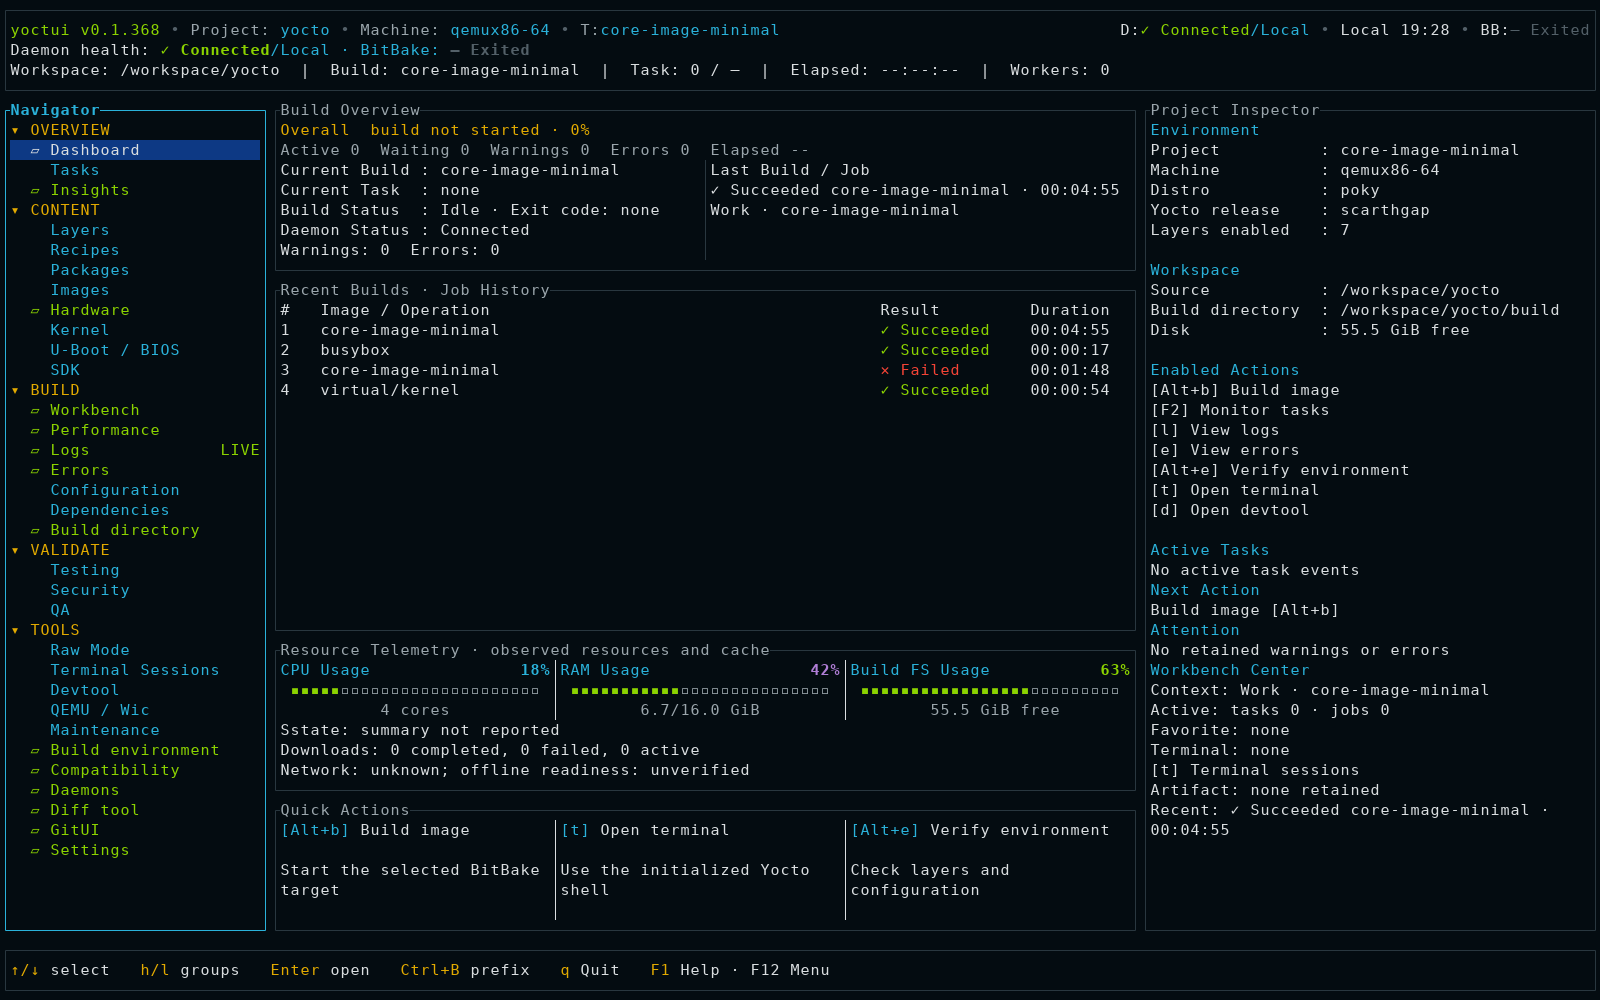 yoctui v0.1.368 • Project: yocto • Machine: qemux86-64 • T:core-image-minimal D:✓ Connected/Local • Local 19:28 • BB:— Exited
Daemon health: ✓ Connected/Local · BitBake: — Exited
Workspace: /workspace/yocto | Build: core-image-minimal | Task: 0 / — | Elapsed: --:--:-- | Workers: 0
Navigator
▾ OVERVIEW
▱ Dashboard
Tasks
▱ Insights
▾ CONTENT
Layers
Recipes
Packages
Images
▱ Hardware
Kernel
U-Boot / BIOS
SDK
▾ BUILD
▱ Workbench
▱ Performance
▱ Logs LIVE
▱ Errors
Configuration
Dependencies
▱ Build directory
▾ VALIDATE
Testing
Security
QA
▾ TOOLS
Raw Mode
Terminal Sessions
Devtool
QEMU / Wic
Maintenance
▱ Build environment
▱ Compatibility
▱ Daemons
▱ Diff tool
▱ GitUI
▱ Settings
Build Overview
Overall build not started · 0%
Active 0 Waiting 0 Warnings 0 Errors 0 Elapsed --
Current Build : core-image-minimal
Current Task : none
Build Status : Idle · Exit code: none
Daemon Status : Connected
Warnings: 0 Errors: 0
Last Build / Job
✓ Succeeded core-image-minimal · 00:04:55
Work · core-image-minimal
Recent Builds · Job History
# Image / Operation Result Duration
1 core-image-minimal ✓ Succeeded 00:04:55
2 busybox ✓ Succeeded 00:00:17
3 core-image-minimal ✕ Failed 00:01:48
4 virtual/kernel ✓ Succeeded 00:00:54
Resource Telemetry · observed resources and cache
CPU Usage 18%
4 cores
RAM Usage 42%
6.7/16.0 GiB
Build FS Usage 63%
55.5 GiB free
Sstate: summary not reported
Downloads: 0 completed, 0 failed, 0 active
Network: unknown; offline readiness: unverified
Quick Actions
[Alt+b] Build image
Start the selected BitBake
target
[t] Open terminal
Use the initialized Yocto
shell
[Alt+e] Verify environment
Check layers and
configuration
Project Inspector
Environment
Project : core-image-minimal
Machine : qemux86-64
Distro : poky
Yocto release : scarthgap
Layers enabled : 7
Workspace
Source : /workspace/yocto
Build directory : /workspace/yocto/build
Disk : 55.5 GiB free
Enabled Actions
[Alt+b] Build image
[F2] Monitor tasks
[l] View logs
[e] View errors
[Alt+e] Verify environment
[t] Open terminal
[d] Open devtool
Active Tasks
No active task events
Next Action
Build image [Alt+b]
Attention
No retained warnings or errors
Workbench Center
Context: Work · core-image-minimal
Active: tasks 0 · jobs 0
Favorite: none
Terminal: none
[t] Terminal sessions
Artifact: none retained
Recent: ✓ Succeeded core-image-minimal ·
00:04:55
↑/↓ select h/l groups Enter open Ctrl+B prefix q Quit F1 Help · F12 Menu